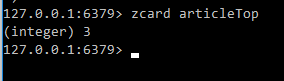 127.0.0.1:6379> zcard articleTop
(integer) 3
127.0.0.1:6379>